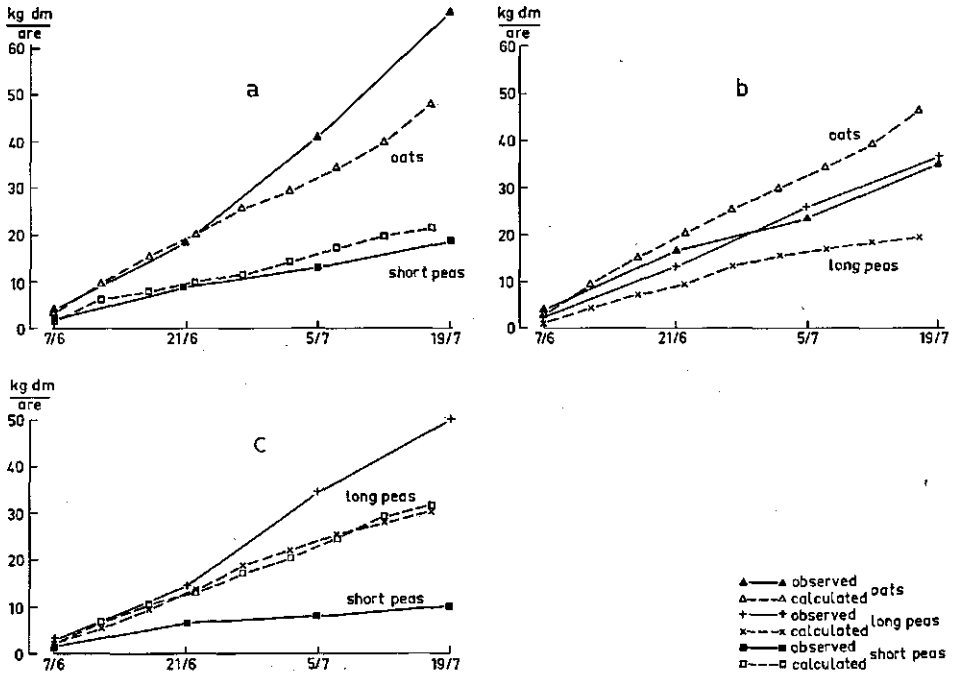 kg dm
are
60
50
40
30
20
10
0
a
oats
short peas
7/6 21/6 5/7 19/7
kg dm
are
60
50
40
30
20
10
0
b
oats
long peas
7/6 21/6 5/7 19/7
kg dm
are
50
40
30
20
10
0
C
long peas
short peas
7/6 21/6 5/7 19/7
observed
calculated oats
observed
calculated long peas
observed
calculated short peas